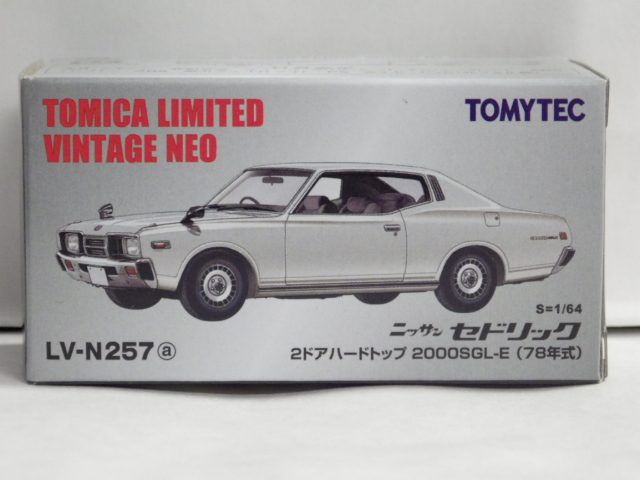 TOMICA LIMITED
VINTAGE NEO
TOMYTEC
S=1/64
ニッサン セドリック
LV-N257ⓐ
2ドアハードトップ 2000SGL-E（78年式）